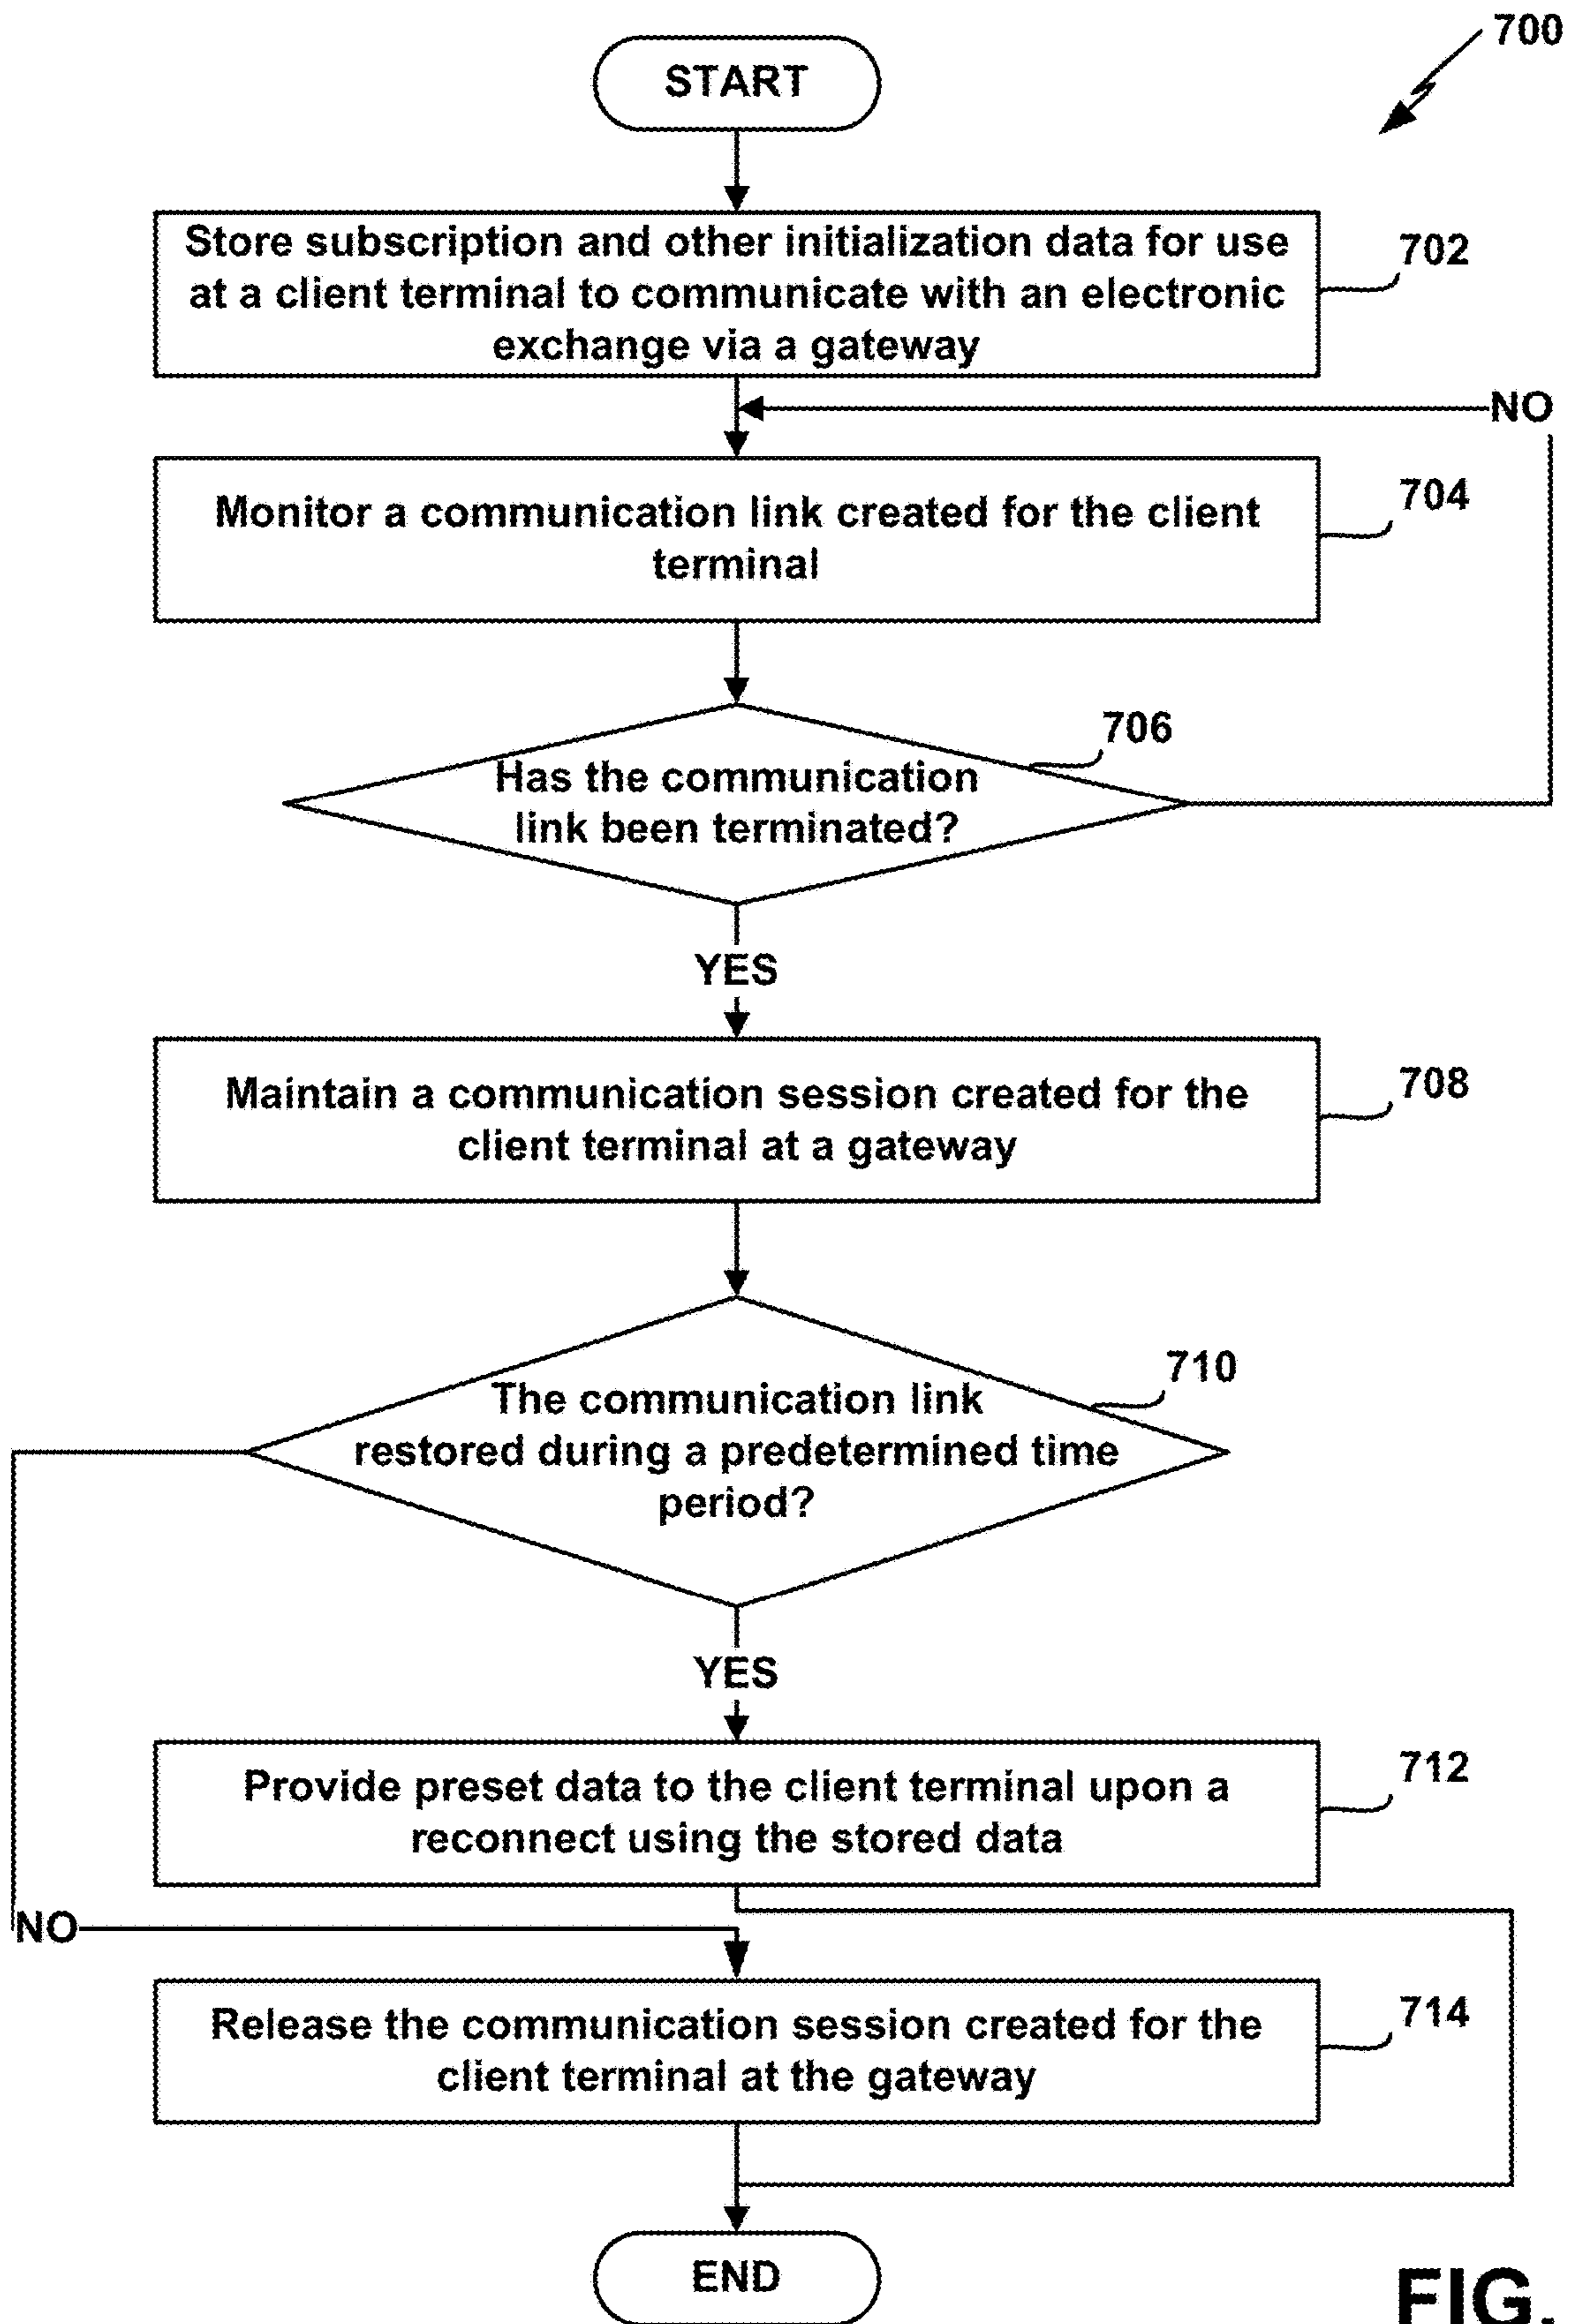 700
START
Store subscription and other initialization data for use
at a client terminal to communicate with an electronic
exchange via a gateway
702
NO
Monitor a communication link created for the client
terminal
704
706
Has the communication
link been terminated?
YES
Maintain a communication session created for the
client terminal at a gateway
708
710
The communication link
restored during a predetermined time
period?
YES
Provide preset data to the client terminal upon a
reconnect using the stored data
712
NO
Release the communication session created for the
client terminal at the gateway
714
END
FIG.